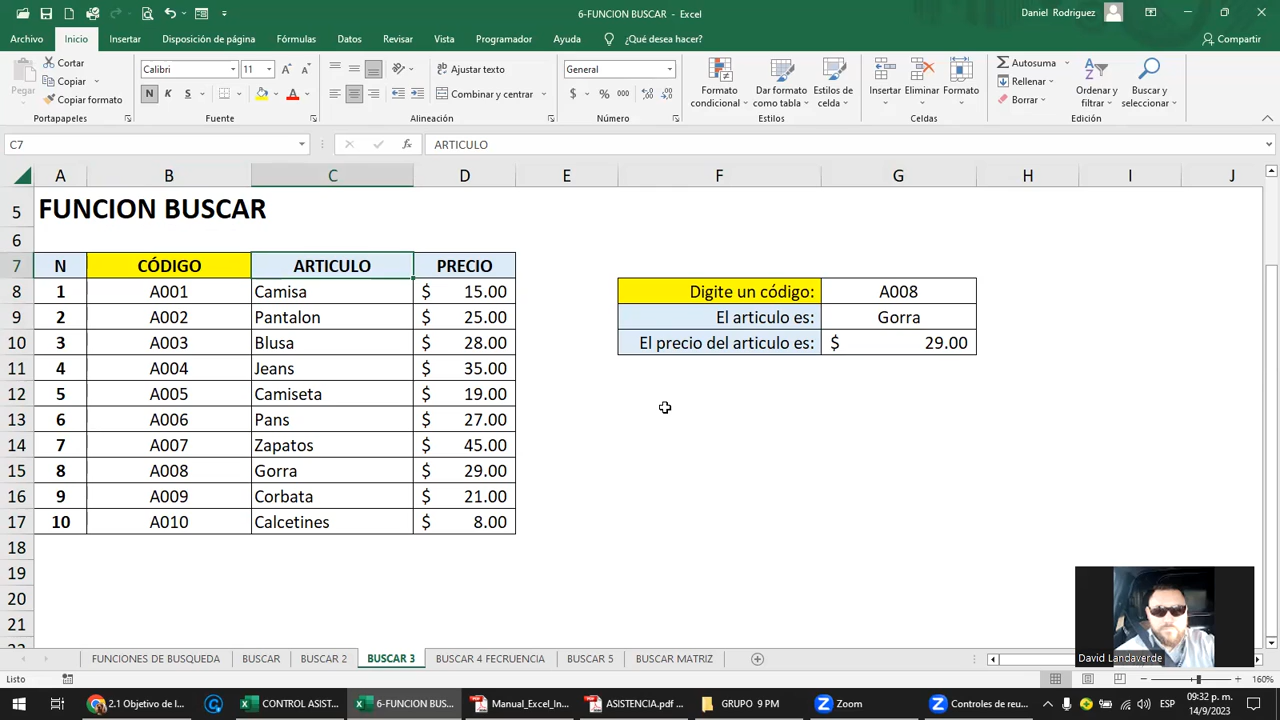 6-FUNCION BUSCAR - Excel
Daniel Rodriguez
Archivo Inicio Insertar Disposición de página Fórmulas Datos Revisar Vista Programador Ayuda ¿Qué desea hacer? Compartir
Pegar
Cortar
Copiar
Copiar formato
Portapapeles
Calibri 11
N K S
Fuente
Ajustar texto
Combinar y centrar
Alineación
General
$ % 000
Número
Formato condicional
Dar formato como tabla
Estilos de celda
Estilos
Insertar Eliminar Formato
Celdas
Autosuma
Rellenar
Borrar
Ordenar y filtrar
Buscar y seleccionar
Edición
C7 fx ARTICULO
A B C D E F G H I J
5 FUNCION BUSCAR
6
7 N CÓDIGO ARTICULO PRECIO
8 1 A001 Camisa $ 15.00 Digite un código: A008
9 2 A002 Pantalon $ 25.00 El articulo es: Gorra
10 3 A003 Blusa $ 28.00 El precio del articulo es: $ 29.00
11 4 A004 Jeans $ 35.00
12 5 A005 Camiseta $ 19.00
13 6 A006 Pans $ 27.00
14 7 A007 Zapatos $ 45.00
15 8 A008 Gorra $ 29.00
16 9 A009 Corbata $ 21.00
17 10 A010 Calcetines $ 8.00
18
19
20
21
David Landaverde
FUNCIONES DE BUSQUEDA BUSCAR BUSCAR 2 BUSCAR 3 BUSCAR 4 FECRUENCIA BUSCAR 5 BUSCAR MATRIZ
Listo 160%
2.1 Objetivo de l... CONTROL ASIST... 6-FUNCION BUS... Manual_Excel_In... ASISTENCIA.pdf -... GRUPO 9 PM Zoom Controles de reu... ESP
09:32 p. m.
14/9/2023